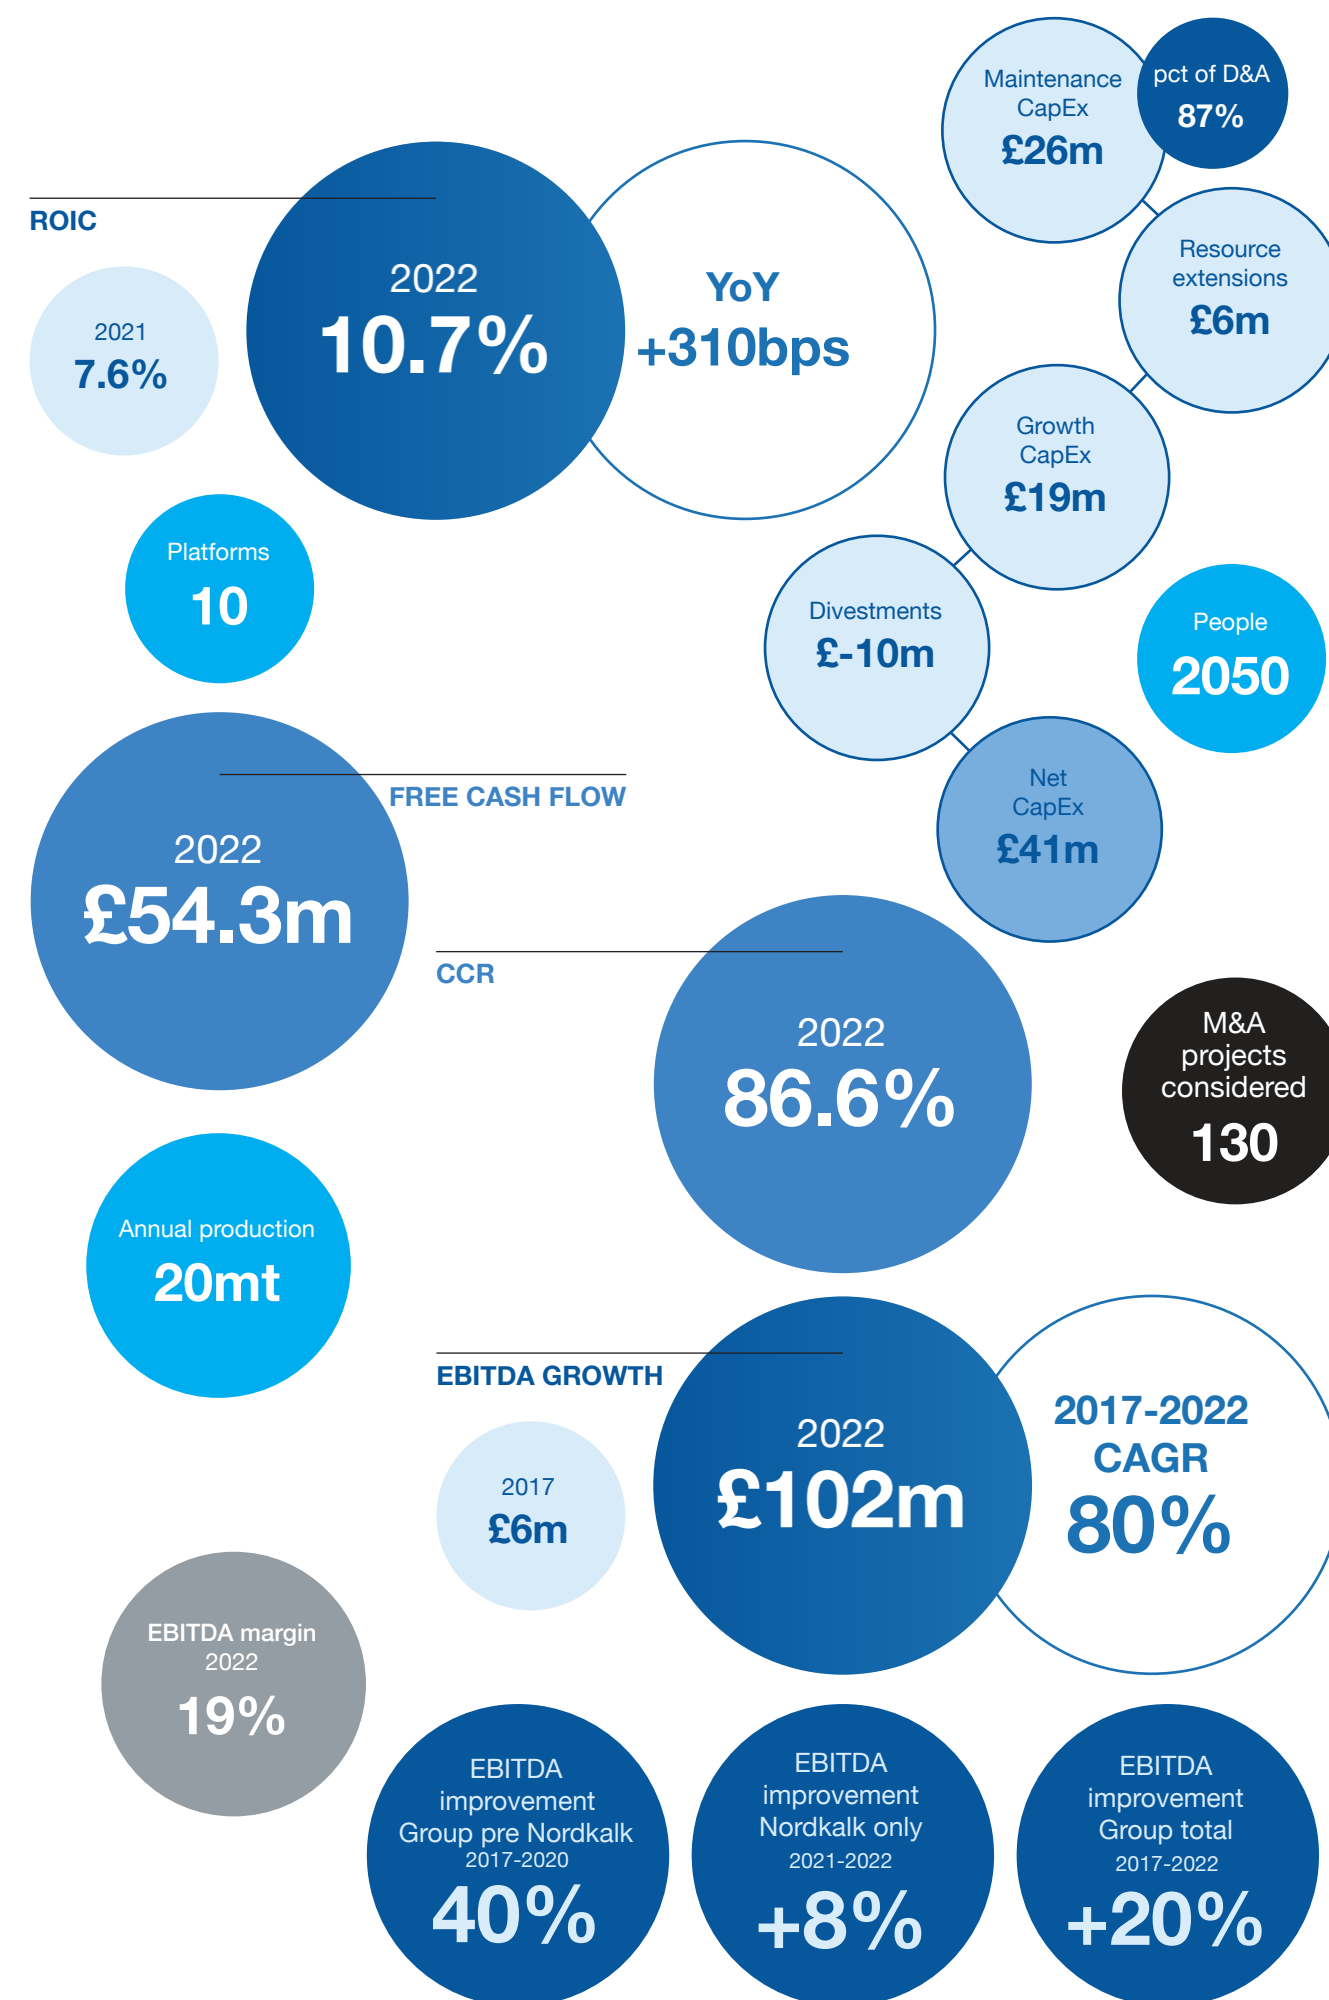 Maintenance
CapEx
£26m
pct of D&A
87%
ROIC
2021
7.6%
2022
10.7%
YoY
+310bps
Resource
extensions
£6m
Growth
CapEx
£19m
Platforms
10
Divestments
£-10m
People
2050
FREE CASH FLOW
2022
£54.3m
Net
CapEx
£41m
CCR
2022
86.6%
M&A
projects
considered
130
Annual production
20mt
EBITDA GROWTH
2017
£6m
2022
£102m
2017-2022
CAGR
80%
EBITDA margin
2022
19%
EBITDA
improvement
Group pre Nordkalk
2017-2020
40%
EBITDA
improvement
Nordkalk only
2021-2022
+8%
EBITDA
improvement
Group total
2017-2022
+20%